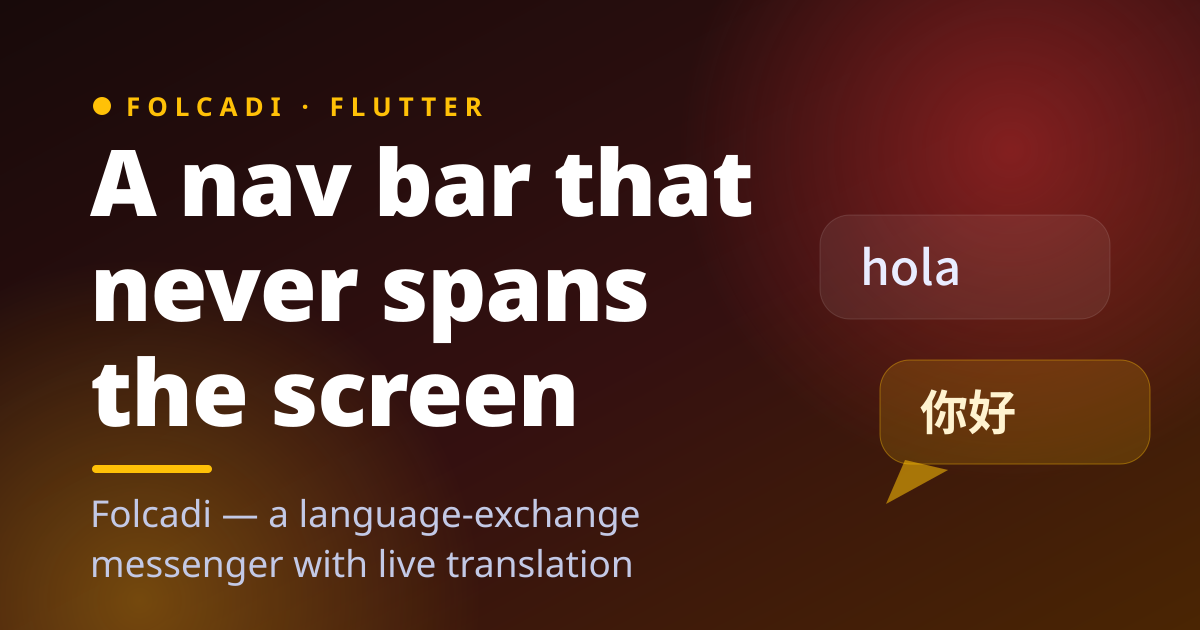 FOLCADI · FLUTTER
A nav bar that
never spans
the screen
Folcadi — a language-exchange
messenger with live translation
hola
你好